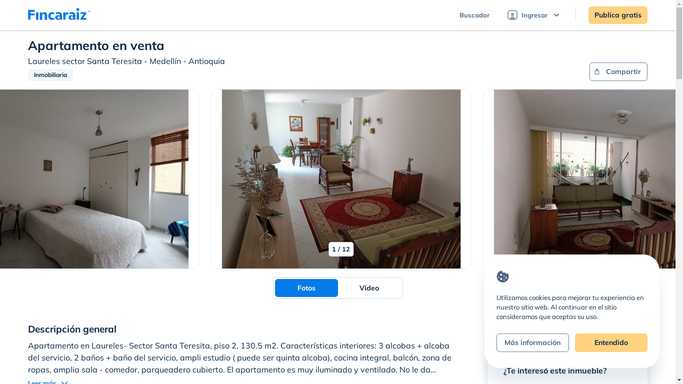 Fincaraiz
Buscador
Ingresar
Publica gratis
Apartamento en venta
Laureles sector Santa Teresita - Medellín - Antioquia
Inmobiliaria
Compartir
1 / 12
Fotos
Video
Descripción general
Apartamento en Laureles- Sector Santa Teresita, piso 2, 130.5 m2. Características interiores: 3 alcobas + alcoba
del servicio, 2 baños + baño del servicio, ampli estudio ( puede ser quinta alcoba), cocina integral, balcón, zona de
ropas, amplia sala - comedor, parqueadero cubierto. El apartamento es muy iluminado y ventilado. No le da...
Leer más
Utilizamos cookies para mejorar tu experiencia en
nuestro sitio web. Al continuar en el sitio
consideramos que aceptas su uso.
Más información
Entendido
¿Te interesó este inmueble?